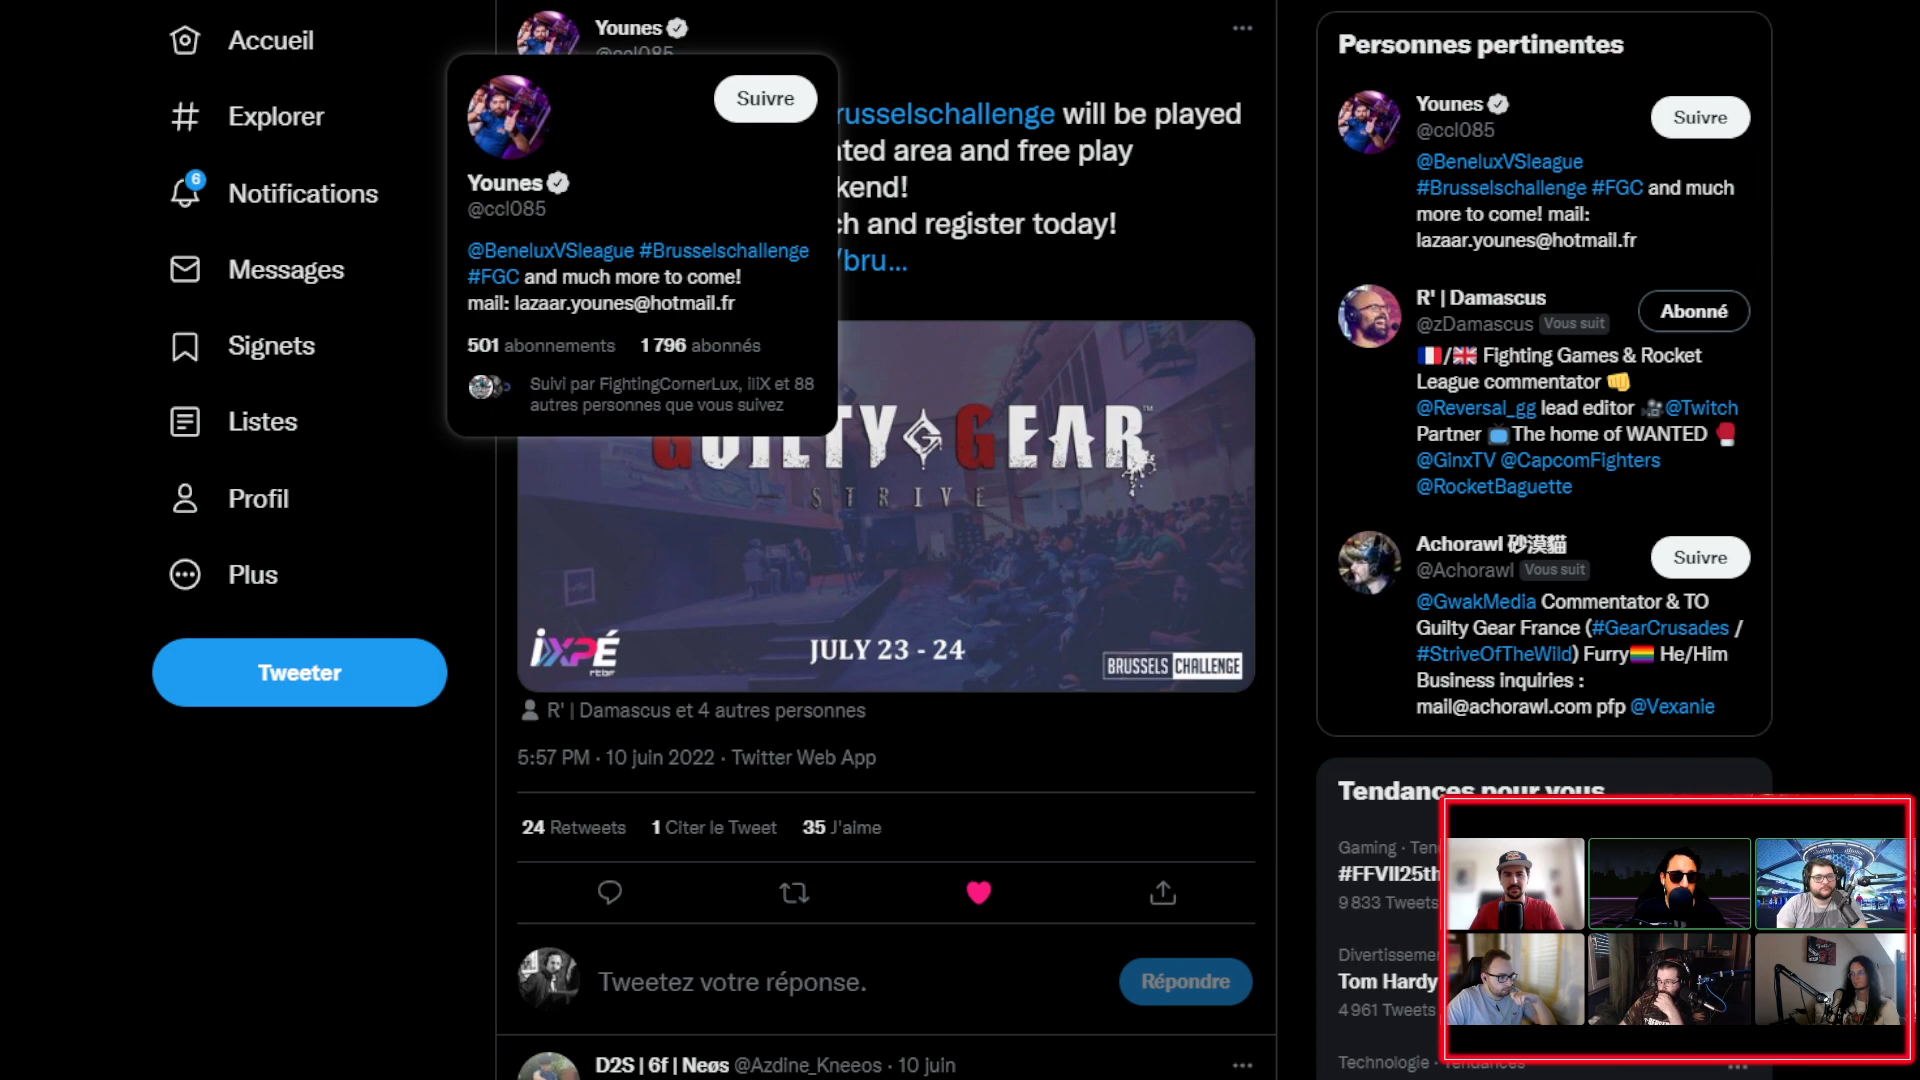 Accueil
Explorer
6
Notifications
Messages
Signets
Listes
Profil
Plus
Tweeter
Younes
@ccl085
russelschallenge will be played
ated area and free play
kend!
ch and register today!
/bru...
Suivre
Younes
@ccl085
@BeneluxVSleague #Brusselschallenge
#FGC and much more to come!
mail: lazaar.younes@hotmail.fr
501 abonnements 1 796 abonnés
Suivi par FightingCornerLux, iliX et 88
autres personnes que vous suivez
GUILTY GEAR
STRIVE
iXPÉ
rtbf
JULY 23 - 24
BRUSSELS CHALLENGE
R' | Damascus et 4 autres personnes
5:57 PM · 10 juin 2022 · Twitter Web App
24 Retweets 1 Citer le Tweet 35 J'aime
Tweetez votre réponse.
Répondre
D2S | 6f | Neøs @Azdine_Kneeos · 10 juin
Personnes pertinentes
Younes
@ccl085
Suivre
@BeneluxVSleague
#Brusselschallenge #FGC and much
more to come! mail:
lazaar.younes@hotmail.fr
R' | Damascus
@zDamascus Vous suit
Abonné
🇫🇷/🇬🇧 Fighting Games & Rocket
League commentator 👊
@Reversal_gg lead editor 🎥@Twitch
Partner 📺The home of WANTED 🥊
@GinxTV @CapcomFighters
@RocketBaguette
Achorawl 砂漠猫
@Achorawl Vous suit
Suivre
@GwakMedia Commentator & TO
Guilty Gear France (#GearCrusades /
#StriveOfTheWild) Furry🏳️‍🌈 He/Him
Business inquiries :
mail@achorawl.com pfp @Vexanie
Tendances pour vous
Gaming · Ten
#FFVII25th
9 833 Tweets
Divertisseme
Tom Hardy
4 961 Tweets
Technologie · Tendances